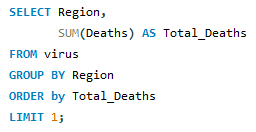 SELECT Region,
SUM(Deaths) AS Total_Deaths
FROM virus
GROUP BY Region
ORDER by Total_Deaths
LIMIT 1;